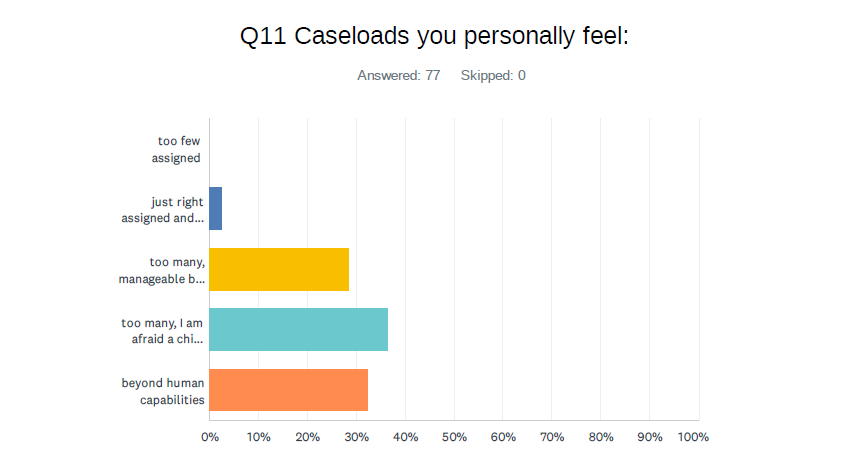 Q11 Caseloads you personally feel:
Answered: 77 Skipped: 0
too few
assigned
just right
assigned and...
too many,
manageable b...
too many, I am
afraid a chi...
beyond human
capabilities
0% 10% 20% 30% 40% 50% 60% 70% 80% 90% 100%